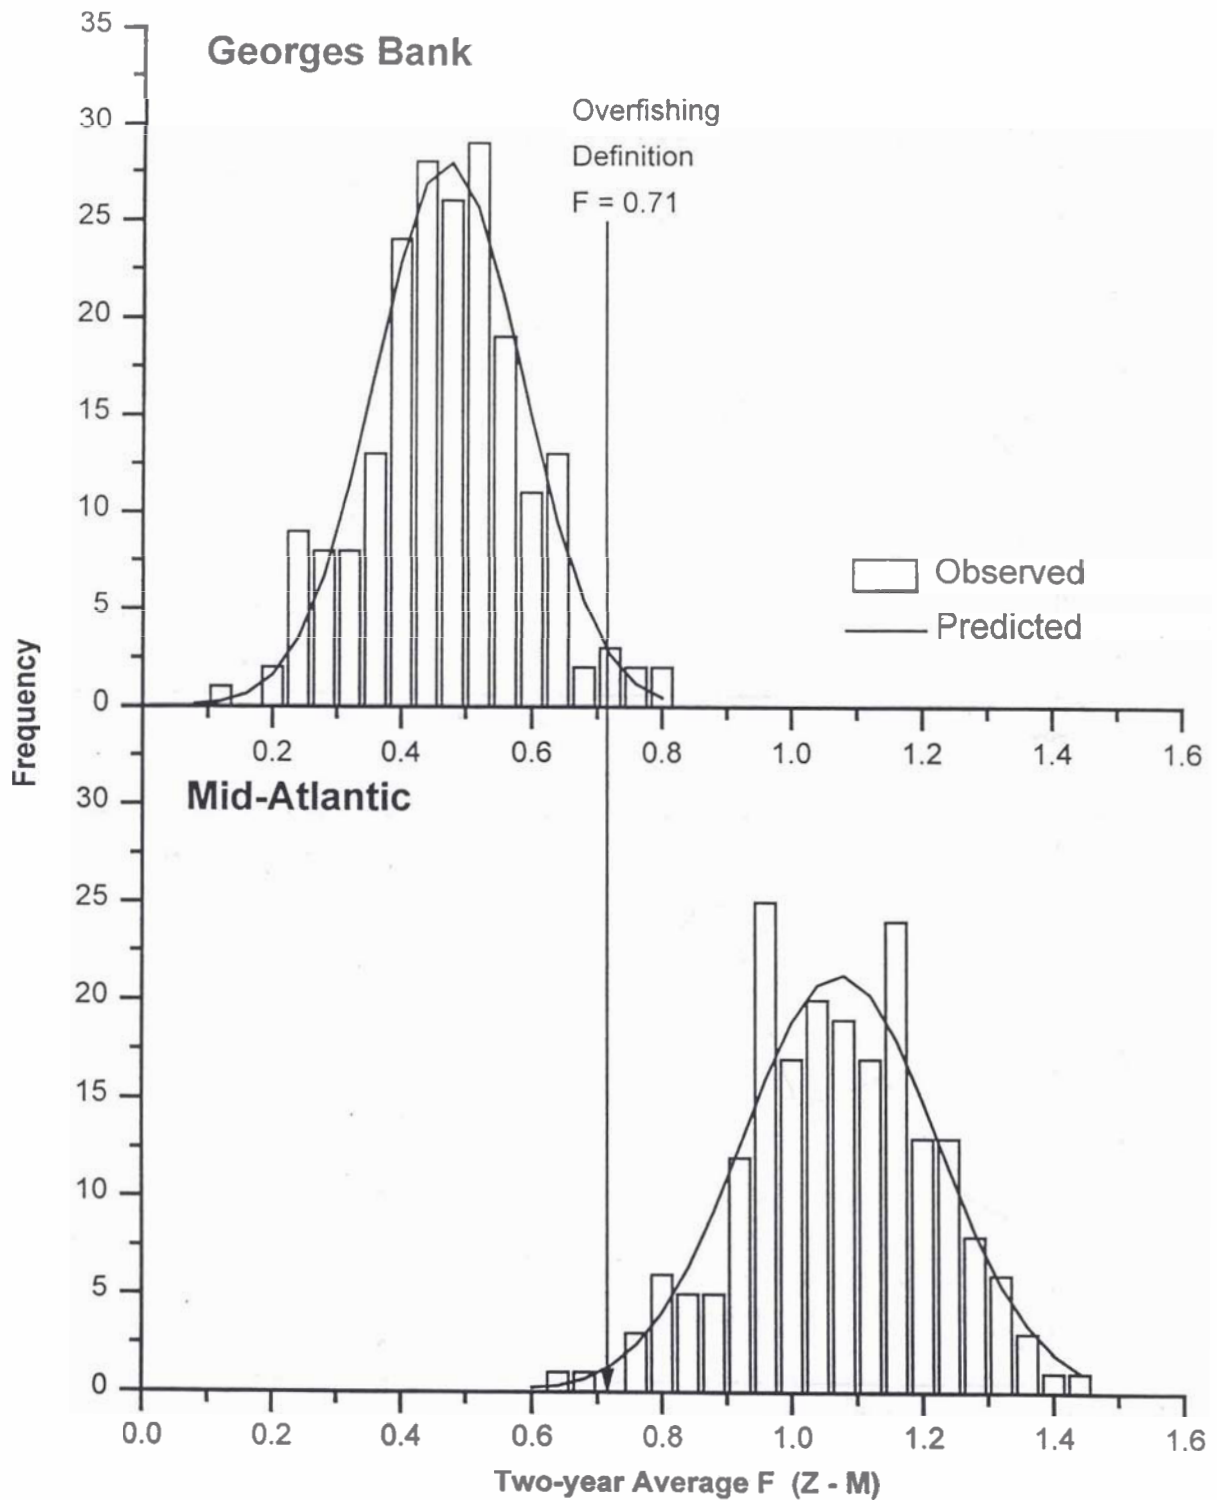 35
Georges Bank
30
Overfishing
Definition
F = 0.71
25
20
15
10
5
0
Observed
Predicted
0.2 0.4 0.6 0.8 1.0 1.2 1.4 1.6
Frequency
Mid-Atlantic
30
25
20
15
10
5
0
0.0 0.2 0.4 0.6 0.8 1.0 1.2 1.4 1.6
Two-year Average F (Z - M)